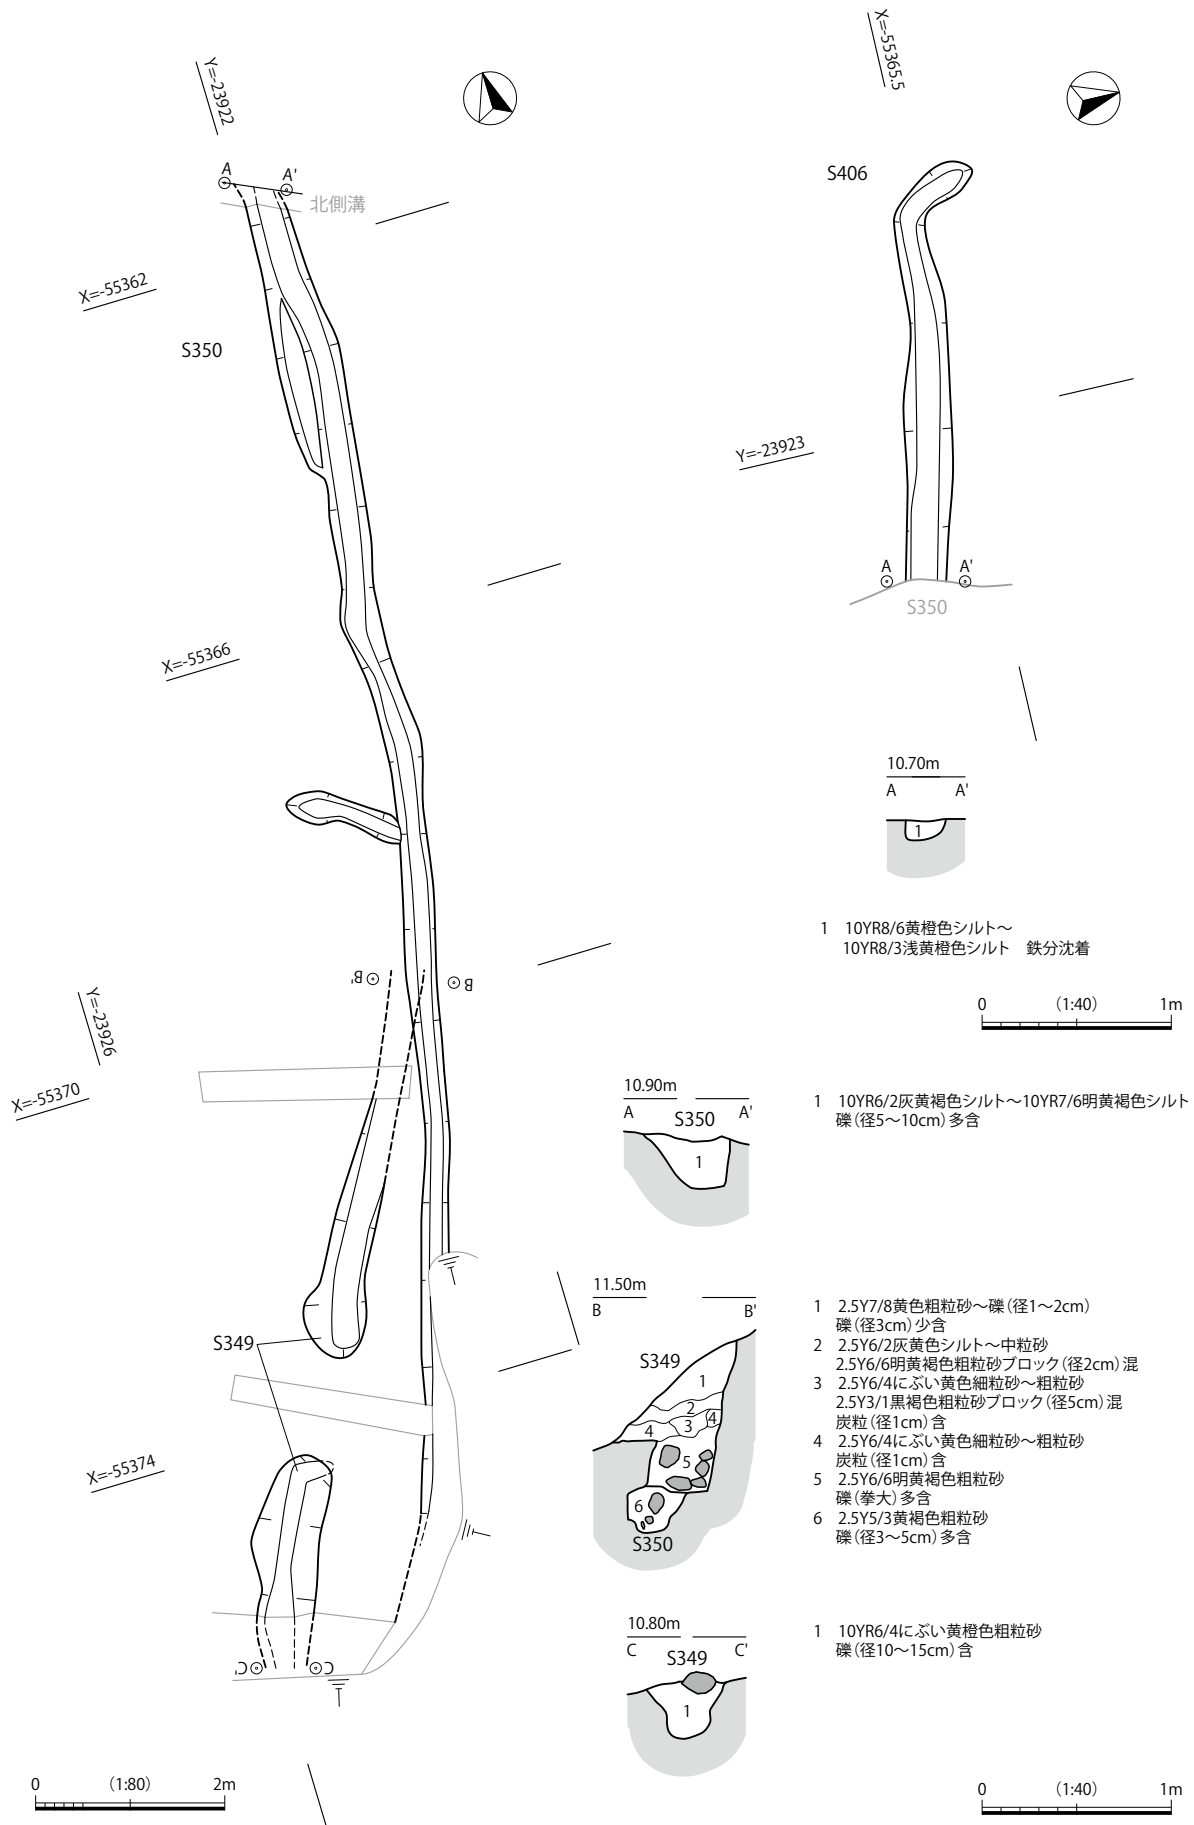 Y=-23922
A
A'
北側溝
X=-55362
S350
X=-55366
B'
B
Y=-23926
X=-55370
S349
X=-55374
C'
C
0
（1:80）
2m
X=-55365.5
S406
Y=-23923
A
A'
S350
10.70m
A
A'
1
1　10YR8/6黄橙色シルト～
10YR8/3浅黄橙色シルト　鉄分沈着
0
（1:40）
1m
10.90m
A
S350
A'
1
1　10YR6/2灰黄褐色シルト～10YR7/6明黄褐色シルト
礫（径5～10cm）多含
11.50m
B
B'
S349
1
2
3
4
4
5
6
S350
1　2.5Y7/8黄色粗粒砂～礫（径1～2cm）
礫（径3cm）少含
2　2.5Y6/2灰黄色シルト～中粒砂
2.5Y6/6明黄褐色粗粒砂ブロック（径2cm）混
3　2.5Y6/4にぶい黄色細粒砂～粗粒砂
2.5Y3/1黒褐色粗粒砂ブロック（径5cm）混
炭粒（径1cm）含
4　2.5Y6/4にぶい黄色細粒砂～粗粒砂
炭粒（径1cm）含
5　2.5Y6/6明黄褐色粗粒砂
礫（拳大）多含
6　2.5Y5/3黄褐色粗粒砂
礫（径3～5cm）多含
10.80m
C
C'
S349
1
1　10YR6/4にぶい黄橙色粗粒砂
礫（径10～15cm）含
0
（1:40）
1m